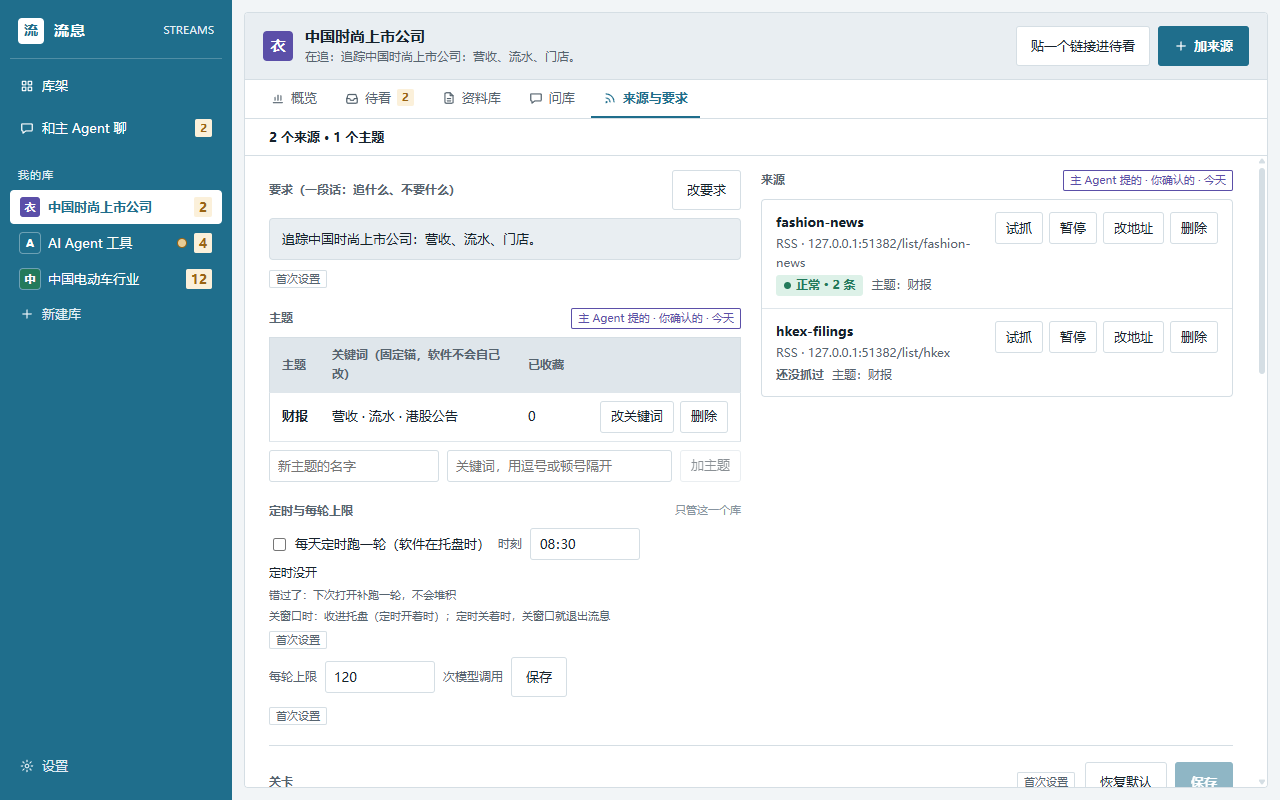 流 流息 STREAMS
库架
和主 Agent 聊 2
我的库
衣 中国时尚上市公司 2
A AI Agent 工具 4
中 中国电动车行业 12
新建库
设置
衣 中国时尚上市公司
在追：追踪中国时尚上市公司：营收、流水、门店。
贴一个链接进待看
＋ 加来源
概览 待看 2 资料库 问库 来源与要求
2 个来源 • 1 个主题
要求（一段话：追什么、不要什么）
改要求
追踪中国时尚上市公司：营收、流水、门店。
首次设置
主题
主 Agent 提的 · 你确认的 · 今天
主题 关键词（固定锚，软件不会自己改） 已收藏
财报 营收 · 流水 · 港股公告 0 改关键词 删除
新主题的名字 关键词，用逗号或顿号隔开 加主题
定时与每轮上限 只管这一个库
每天定时跑一轮（软件在托盘时） 时刻 08:30
定时没开
错过了：下次打开补跑一轮，不会堆积
关窗口时：收进托盘（定时开着时）；定时关着时，关窗口就退出流息
首次设置
每轮上限 120 次模型调用 保存
首次设置
来源
主 Agent 提的 · 你确认的 · 今天
fashion-news 试抓 暂停 改地址 删除
RSS · 127.0.0.1:51382/list/fashion-
news
正常 • 2 条 主题：财报
hkex-filings 试抓 暂停 改地址 删除
RSS · 127.0.0.1:51382/list/hkex
还没抓过 主题：财报
关卡 首次设置 恢复默认 保存